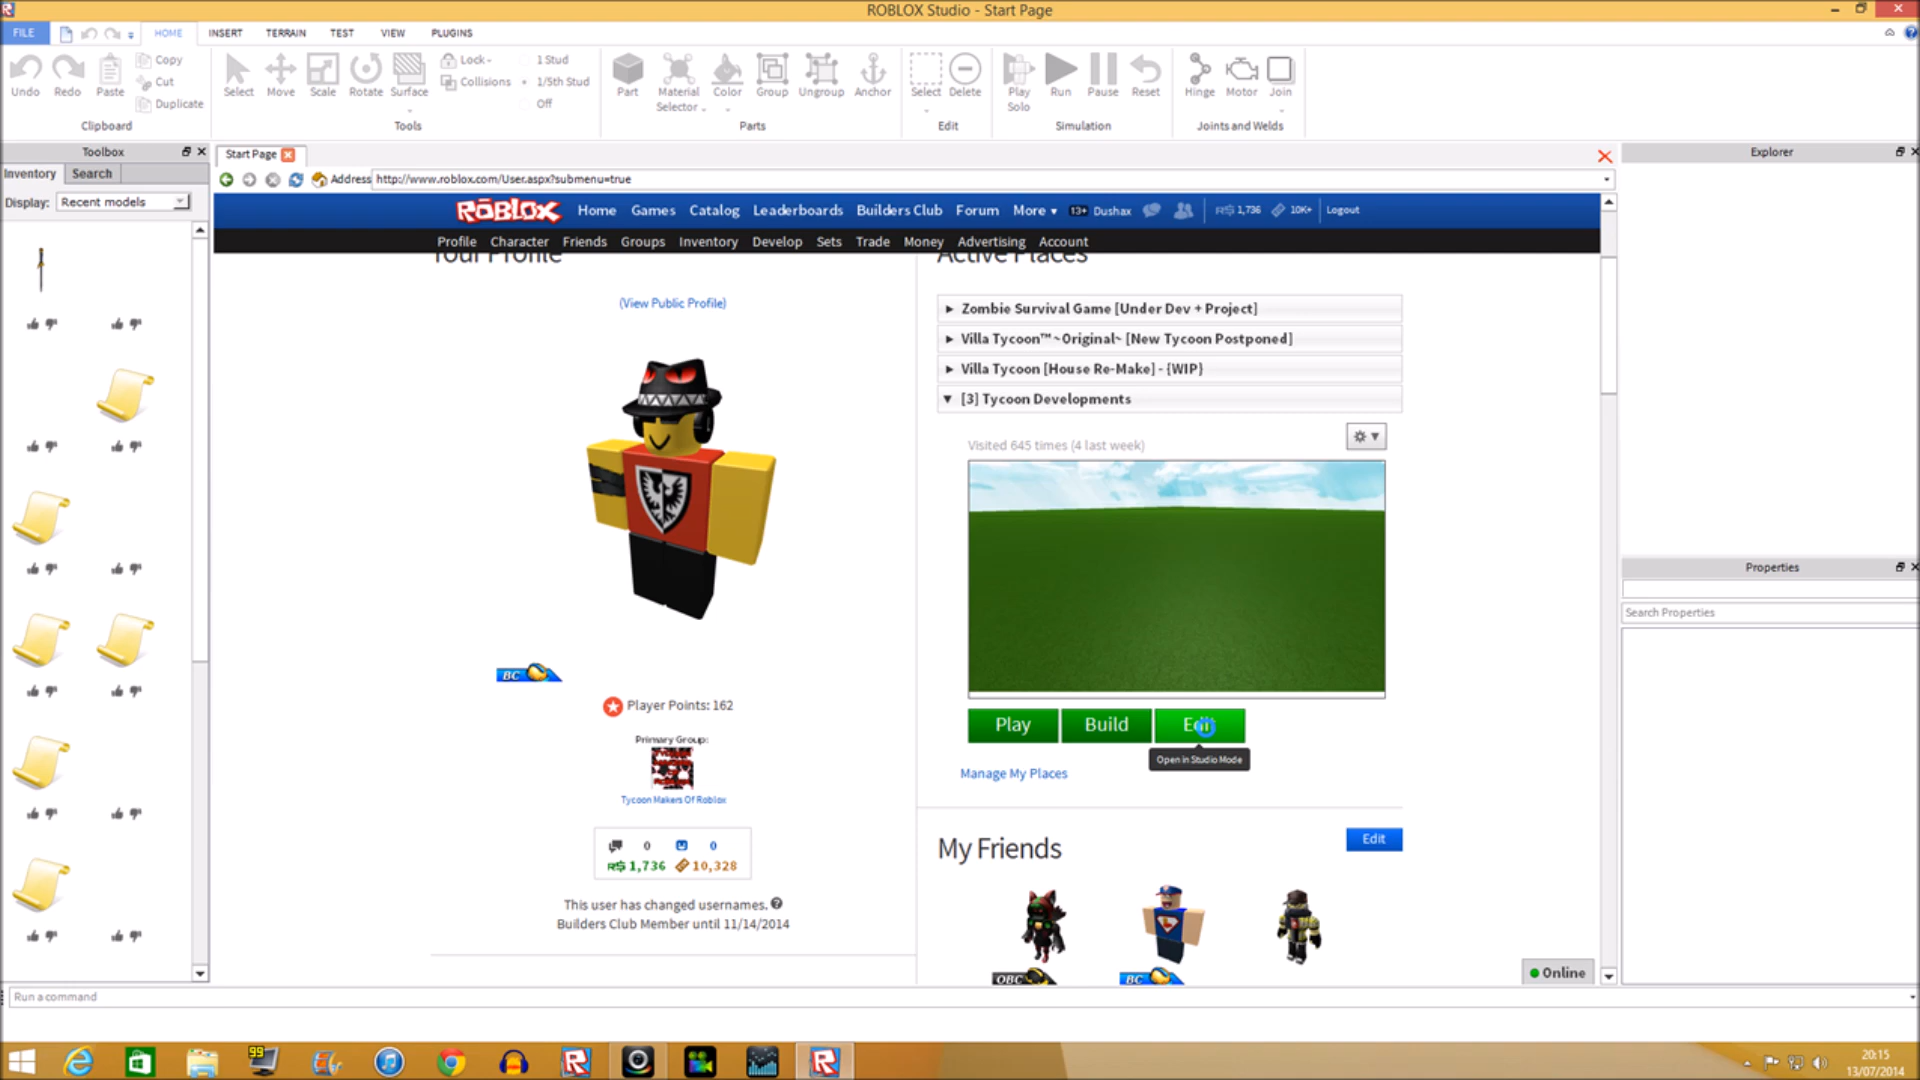 ROBLOX Studio - Start Page
FILE HOME INSERT TERRAIN TEST VIEW PLUGINS
Undo Redo Paste Copy Cut Duplicate
Clipboard
Select Move Scale Rotate Surface Lock Collisions 1 Stud 1/5th Stud Off
Tools
Part Material Selector Color Group Ungroup Anchor
Parts
Select Delete
Edit
Play Solo Run Pause Reset
Simulation
Hinge Motor Join
Joints and Welds
Toolbox
Inventory Search
Display: Recent models
Start Page
Address http://www.roblox.com/User.aspx?submenu=true
ROBLOX Home Games Catalog Leaderboards Builders Club Forum More 13+ Dushax R$ 1,736 10K+ Logout
Profile Character Friends Groups Inventory Develop Sets Trade Money Advertising Account
Your Profile
(View Public Profile)
BC
Player Points: 162
Primary Group:
Tycoon Makers Of Roblox
0 0
R$ 1,736 10,328
This user has changed usernames.
Builders Club Member until 11/14/2014
Active Places
Zombie Survival Game [Under Dev + Project]
Villa Tycoon™ ~Original~ [New Tycoon Postponed]
Villa Tycoon [House Re-Make] - {WIP}
[3] Tycoon Developments
Visited 645 times (4 last week)
Play Build Edit
Open in Studio Mode
Manage My Places
My Friends
Edit
OBC BC
Online
Explorer
Properties
Search Properties
Run a command
99
20:15
13/07/2014